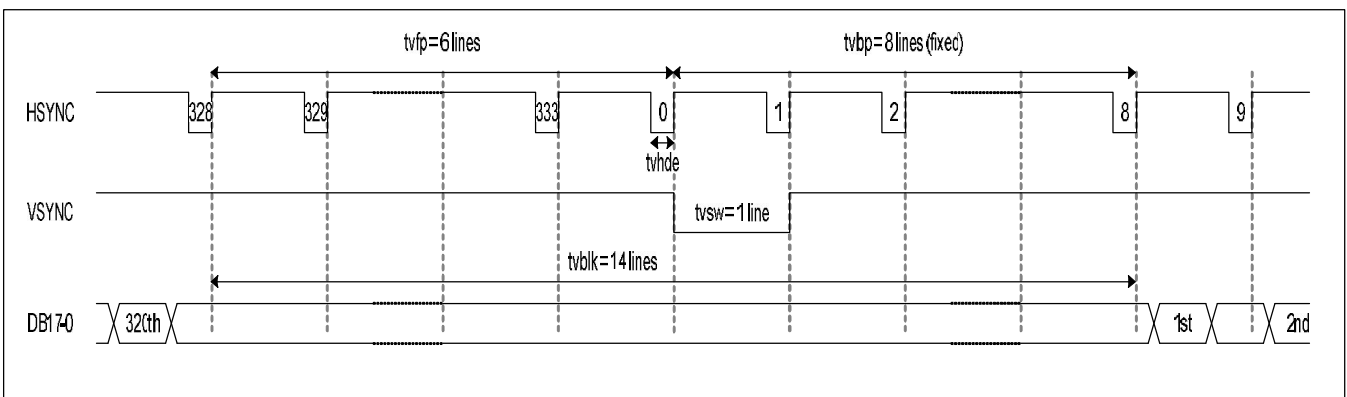 tvfp=6lines tvbp=8lines(fixed)
HSYNC 328 329 333 0 1 2 8 9
tvhde
VSYNC tvsw=1line
tvblk=14lines
DB17-0 320th 1st 2nd